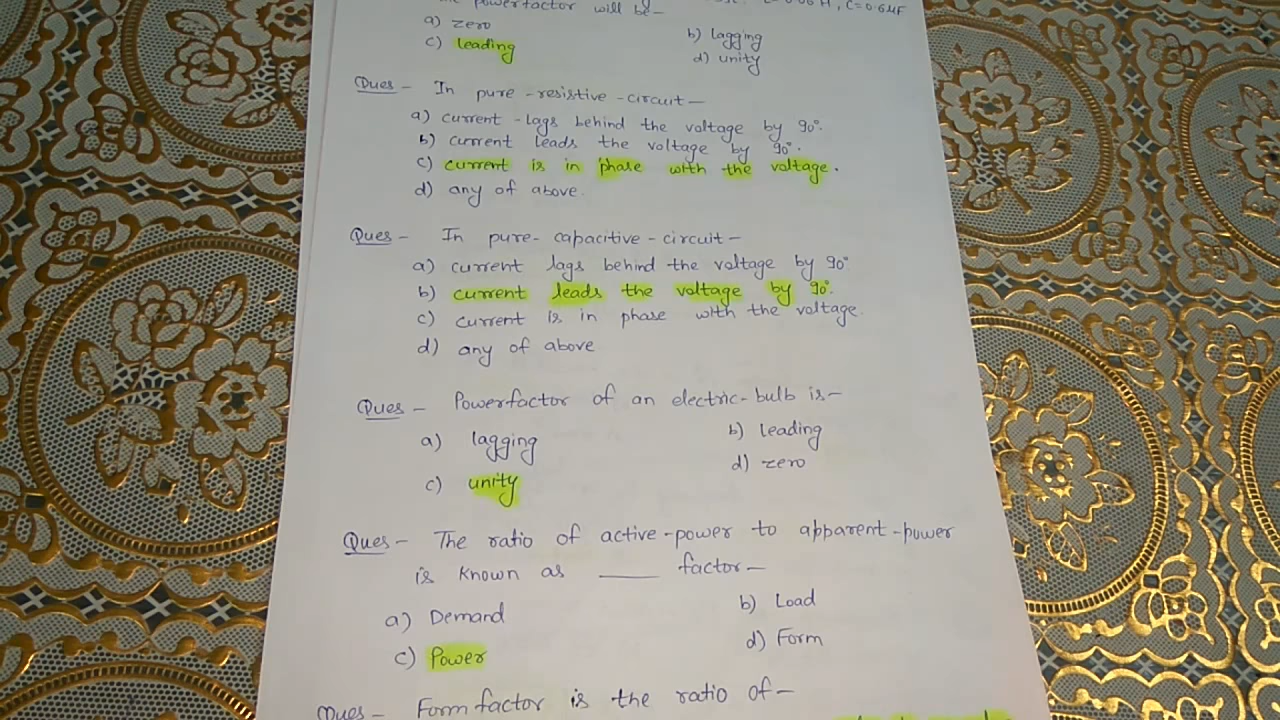 powerfactor will be-
a) zero
b) lagging
c) leading
d) unity
Ques - In pure-resistive-circuit-
a) current-lags behind the voltage by 90°.
b) current leads the voltage by 90°.
c) current is in phase with the voltage.
d) any of above.
Ques - In pure-capacitive-circuit-
a) current lags behind the voltage by 90°
b) current leads the voltage by 90°.
c) current is in phase with the voltage.
d) any of above
Ques - Powerfactor of an electric-bulb is-
a) lagging
b) leading
c) unity
d) zero
Ques - The ratio of active-power to apparent-power
is known as ____ factor-
a) Demand
b) Load
c) Power
d) Form
Ques - Form factor is the ratio of-